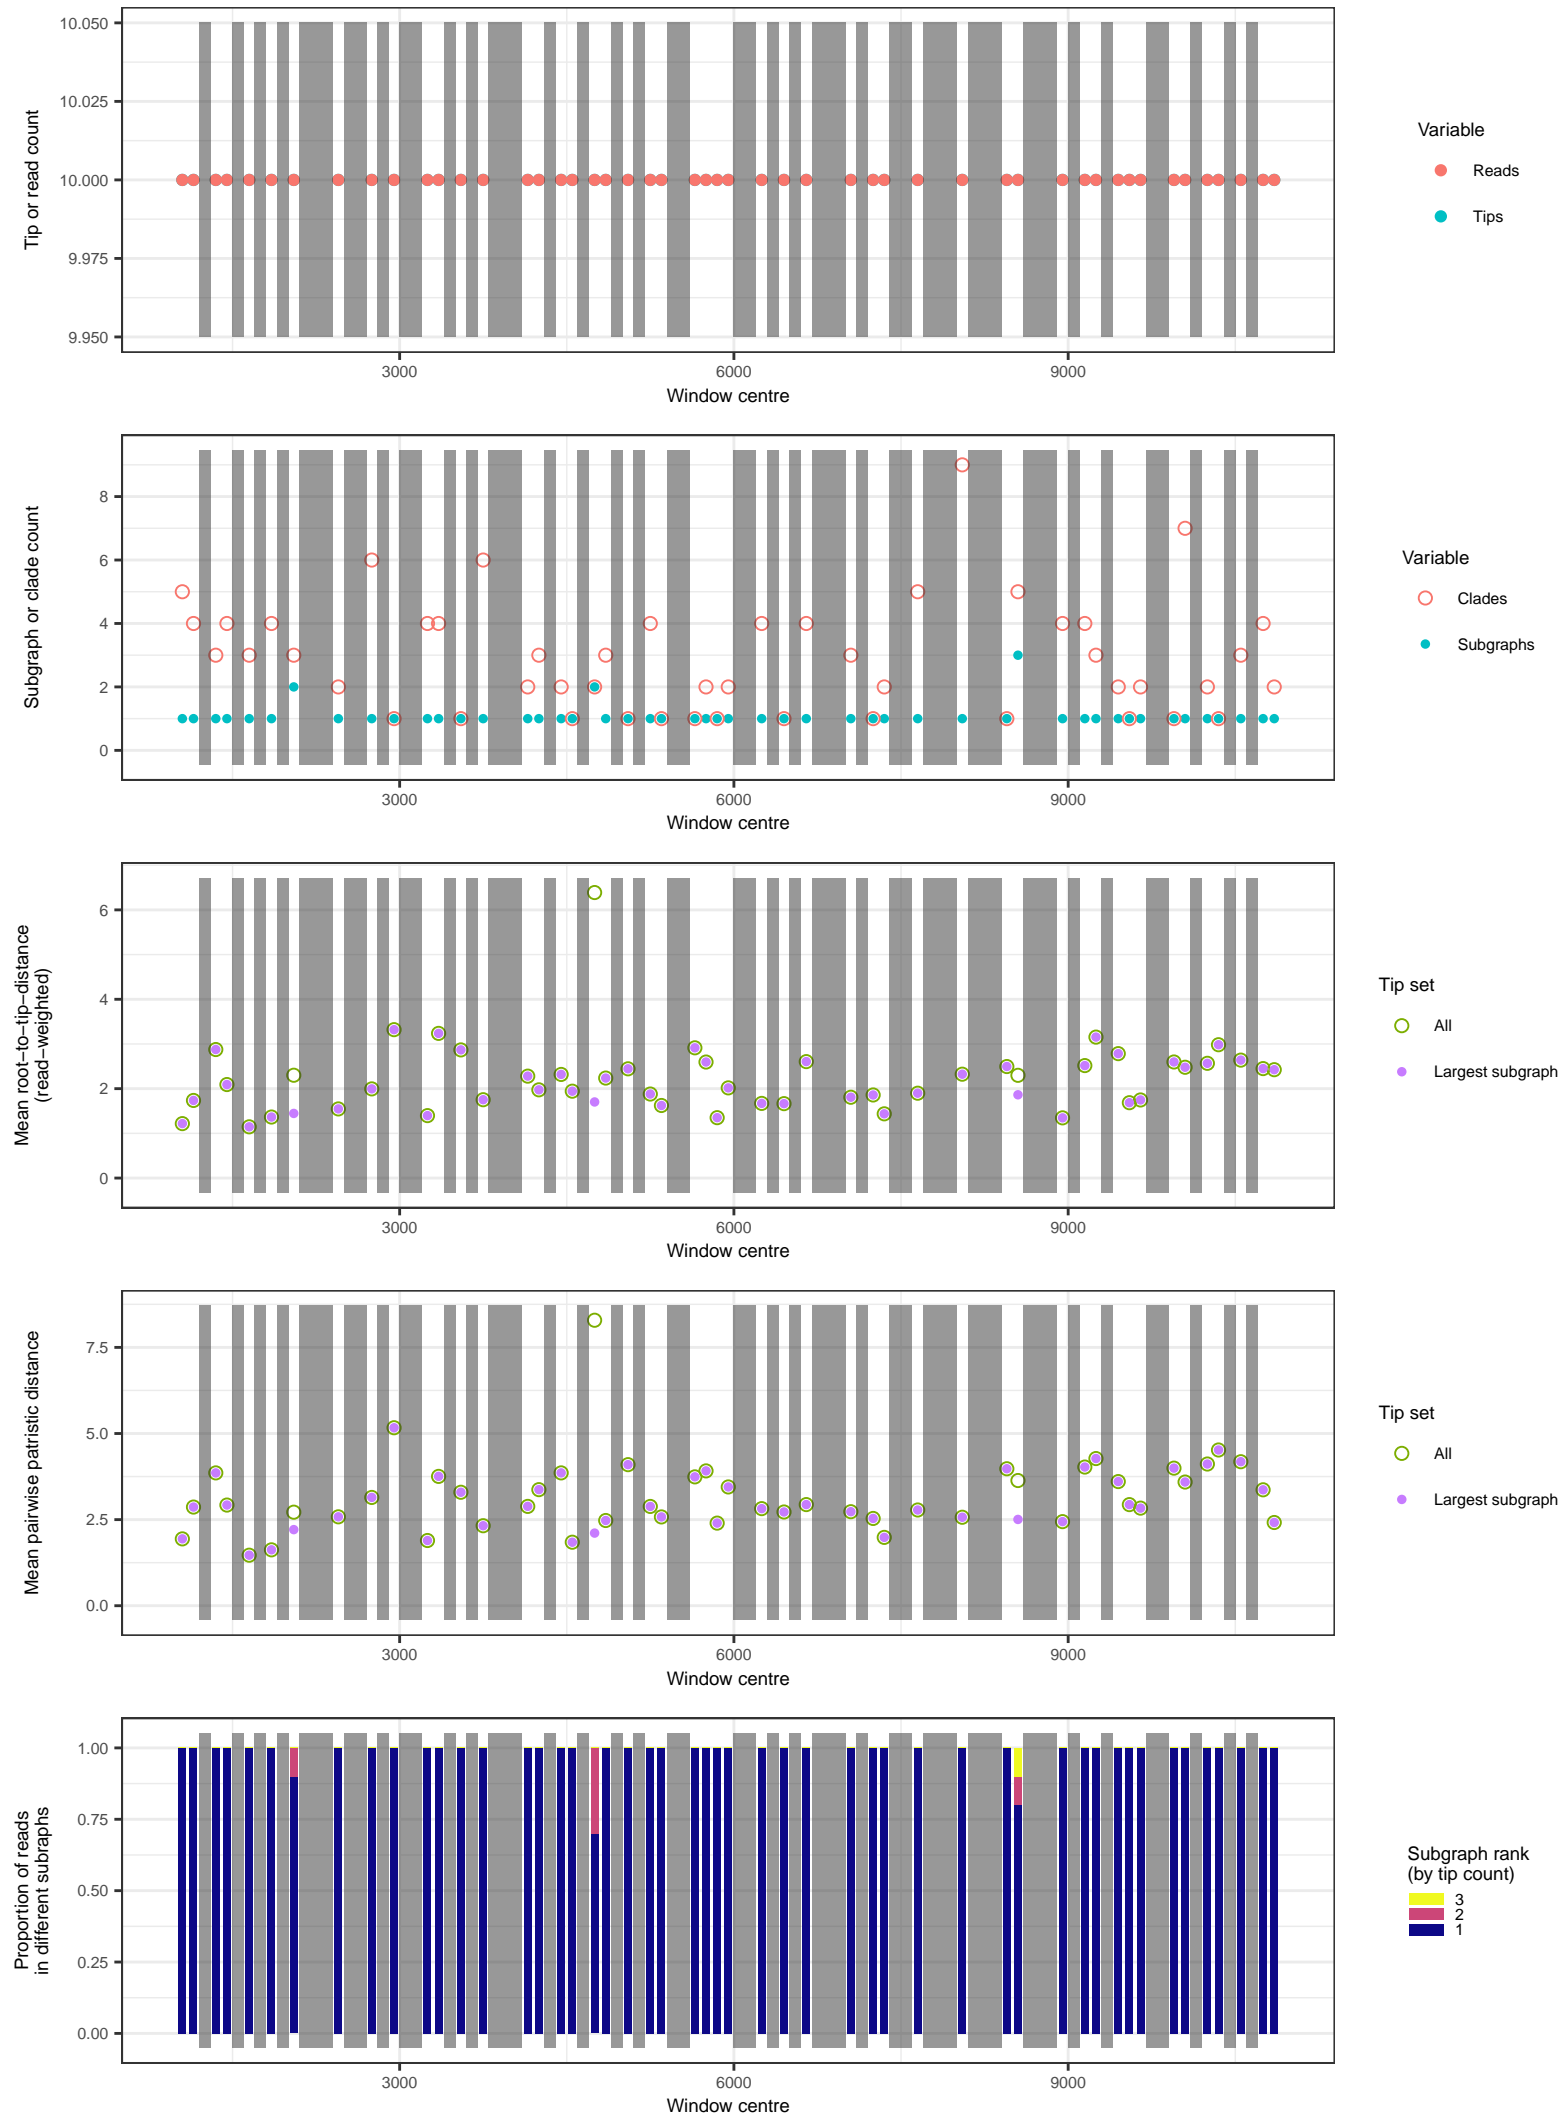 10.050
10.025
10.000
9.975
9.950
Tip or read count
3000
6000
9000
Window centre
Variable
Reads
Tips
8
6
4
2
0
Subgraph or clade count
3000
6000
9000
Window centre
Variable
Clades
Subgraphs
6
4
2
0
Mean root−to−tip−distance
(read−weighted)
3000
6000
9000
Window centre
Tip set
All
Largest subgraph
7.5
5.0
2.5
0.0
Mean pairwise patristic distance
3000
6000
9000
Window centre
Tip set
All
Largest subgraph
1.00
0.75
0.50
0.25
0.00
Proportion of reads
in different subraphs
3000
6000
9000
Window centre
Subgraph rank
(by tip count)
3
2
1